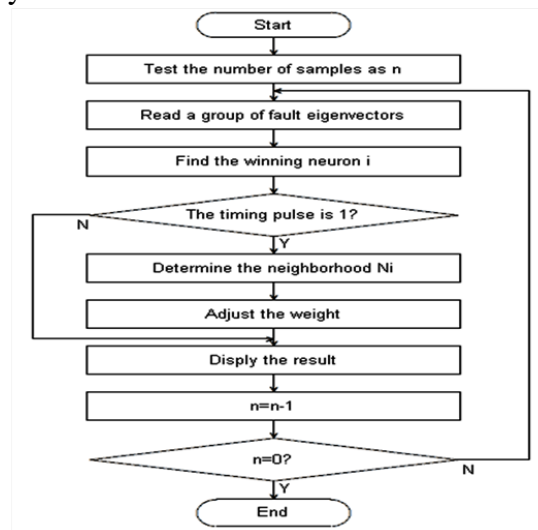 Start
Test the number of samples as n
Read a group of fault eigenvectors
Find the winning neuron i
The timing pulse is 1?
N
Y
Determine the neighborhood Ni
Adjust the weight
Disply the result
n=n-1
n=0?
N
Y
End